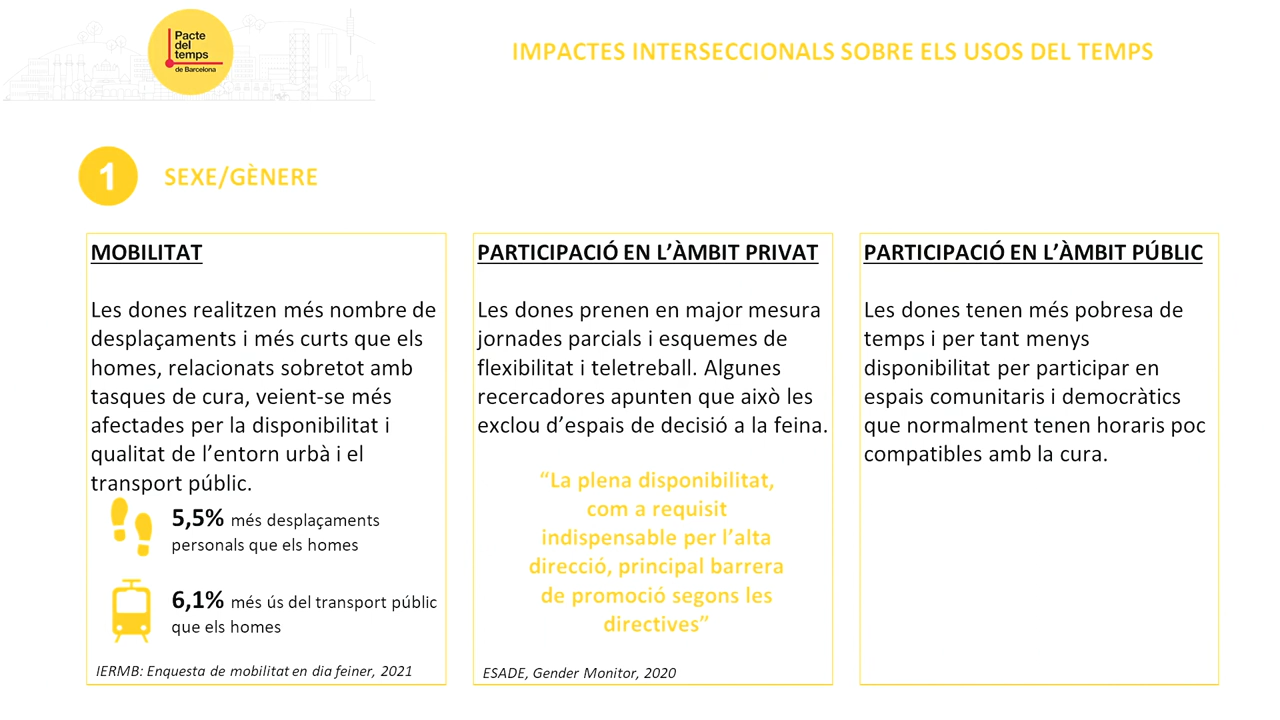 Pacte
del
temps
de Barcelona
IMPACTES INTERSECCIONALS SOBRE ELS USOS DEL TEMPS
1
SEXE/GÈNERE
MOBILITAT
Les dones realitzen més nombre de
desplaçaments i més curts que els
homes, relacionats sobretot amb
tasques de cura, veient-se més
afectades per la disponibilitat i
qualitat de l’entorn urbà i el
transport públic.
5,5% més desplaçaments
personals que els homes
6,1% més ús del transport públic
que els homes
IERMB: Enquesta de mobilitat en dia feiner, 2021
PARTICIPACIÓ EN L’ÀMBIT PRIVAT
Les dones prenen en major mesura
jornades parcials i esquemes de
flexibilitat i teletreball. Algunes
recercadores apunten que això les
exclou d’espais de decisió a la feina.
“La plena disponibilitat,
com a requisit
indispensable per l’alta
direcció, principal barrera
de promoció segons les
directives”
ESADE, Gender Monitor, 2020
PARTICIPACIÓ EN L’ÀMBIT PÚBLIC
Les dones tenen més pobresa de
temps i per tant menys
disponibilitat per participar en
espais comunitaris i democràtics
que normalment tenen horaris poc
compatibles amb la cura.